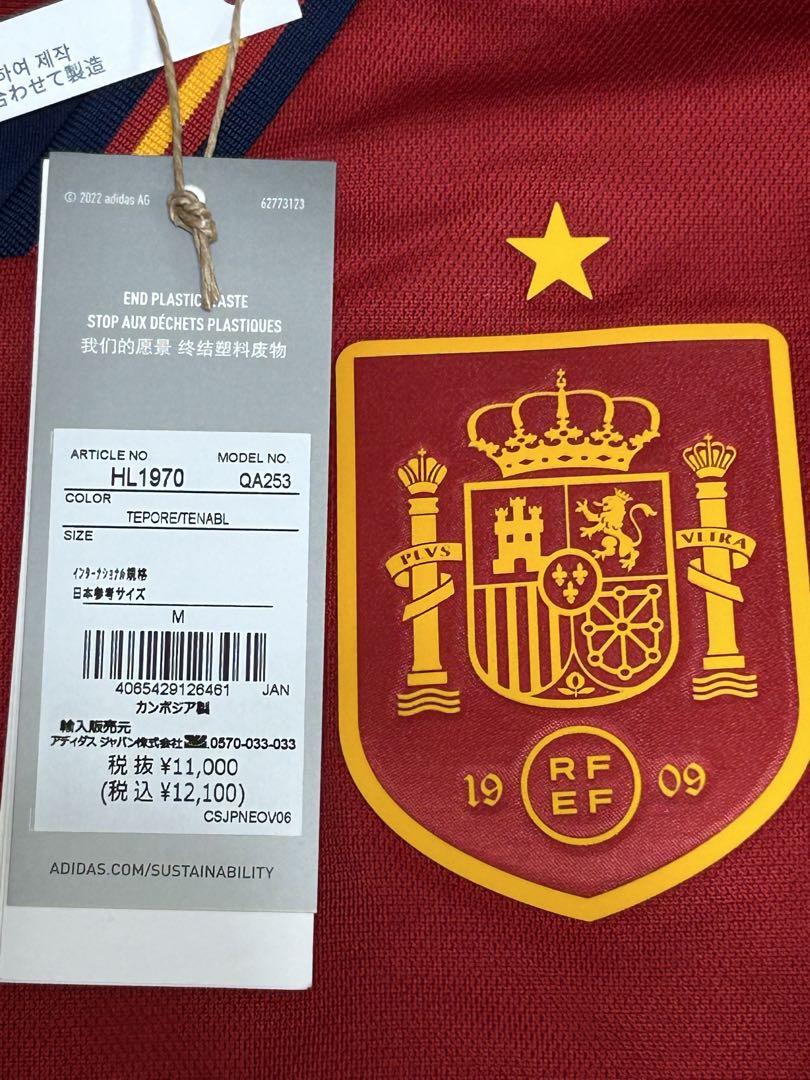 하여 제작
合わせて製造
© 2022 adidas AG
62773123
END PLASTIC WASTE
STOP AUX DÉCHETS PLASTIQUES
我们的愿景 终结塑料废物
ARTICLE NO
MODEL NO.
HL1970
QA253
COLOR
TEPORE/TENABL
SIZE
インターナショナル規格
日本参考サイズ
M
4065429126461 JAN
カンボジア製
輸入販売元
アディダス ジャパン株式会社 0570-033-033
税抜 ¥11,000
(税込 ¥12,100)
CSJPNEOV06
ADIDAS.COM/SUSTAINABILITY
PLVS
VLTRA
19
RF
EF
09